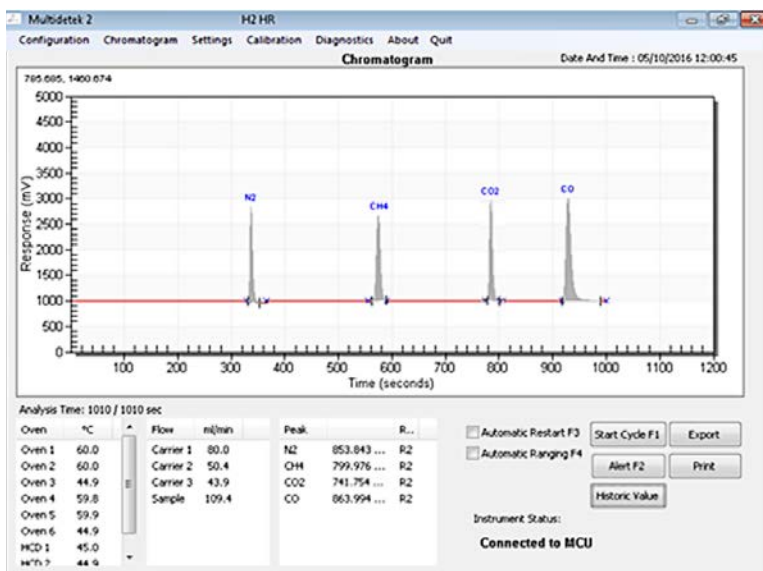 Multidetek 2 H2 HR
Configuration Chromatogram Settings Calibration Diagnostics About Quit
Chromatogram Date And Time : 05/10/2016 12:00:45
785.685, 1460.674
5000
4500
4000
3500
3000
2500
2000
1500
1000
500
0
Response (mV)
N2
CH4
CO2
CO
100 200 300 400 500 600 700 800 900 1000 1100 1200
Time (seconds)
Analysis Time: 1010 / 1010 sec
Oven °C
Oven 1 60.0
Oven 2 60.0
Oven 3 44.9
Oven 4 59.8
Oven 5 59.9
Oven 6 44.9
HCD 1 45.0
HCD 2 44.9
Flow ml/min
Carrier 1 80.0
Carrier 2 50.4
Carrier 3 43.9
Sample 109.4
Peak R...
N2 853.843 ... R2
CH4 799.976 ... R2
CO2 741.754 ... R2
CO 863.994 ... R2
Automatic Restart F3
Automatic Ranging F4
Start Cycle F1 Export
Alert F2 Print
Historic Value
Instrument Status:
Connected to MCU